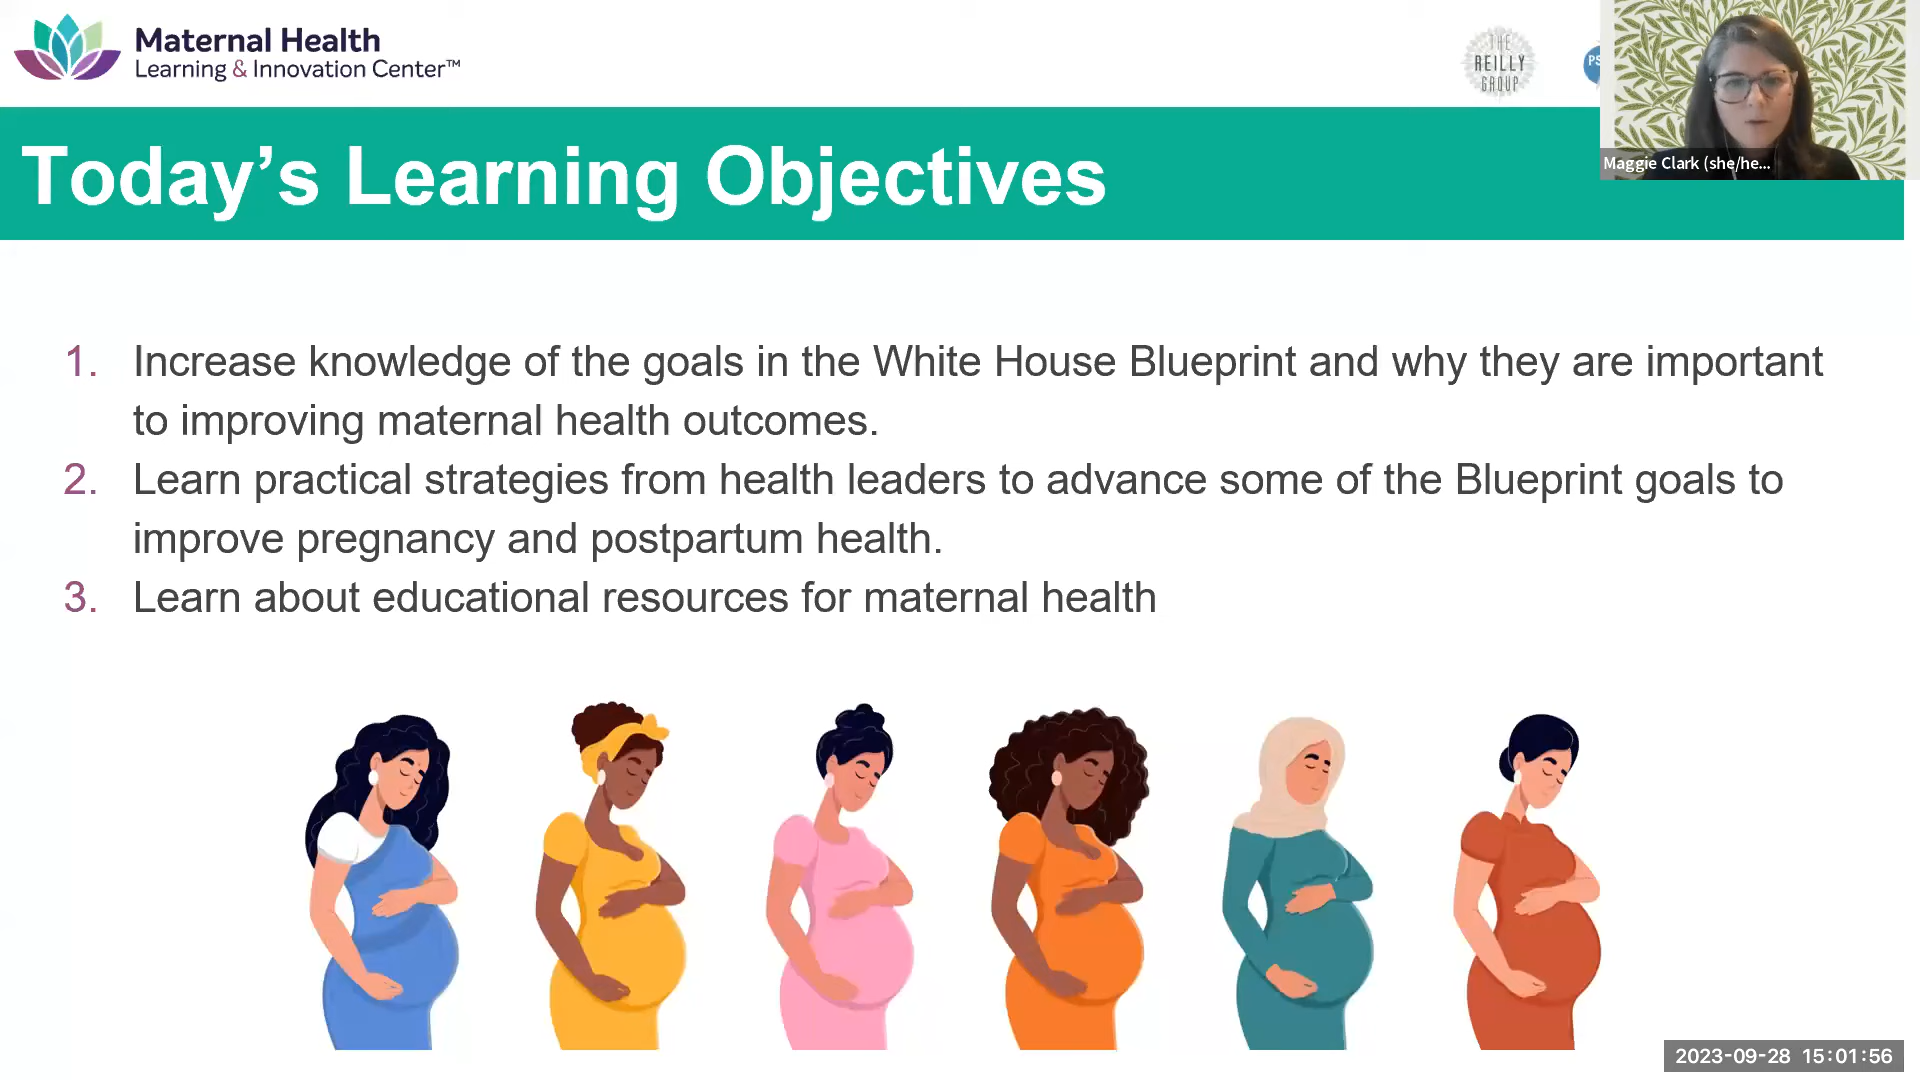 Maternal Health
Learning & Innovation Center™
THE
REILLY
GROUP
PS
Maggie Clark (she/he...
Today’s Learning Objectives
1. Increase knowledge of the goals in the White House Blueprint and why they are important
to improving maternal health outcomes.
2. Learn practical strategies from health leaders to advance some of the Blueprint goals to
improve pregnancy and postpartum health.
3. Learn about educational resources for maternal health
2023-09-28 15:01:56